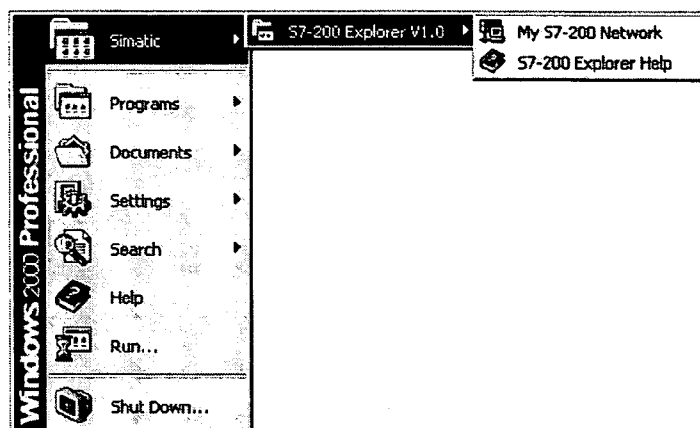 Simatic
S7-200 Explorer V1.0
My S7-200 Network
S7-200 Explorer Help
Programs
Documents
Settings
Search
Help
Run...
Shut Down...
Windows 2000 Professional